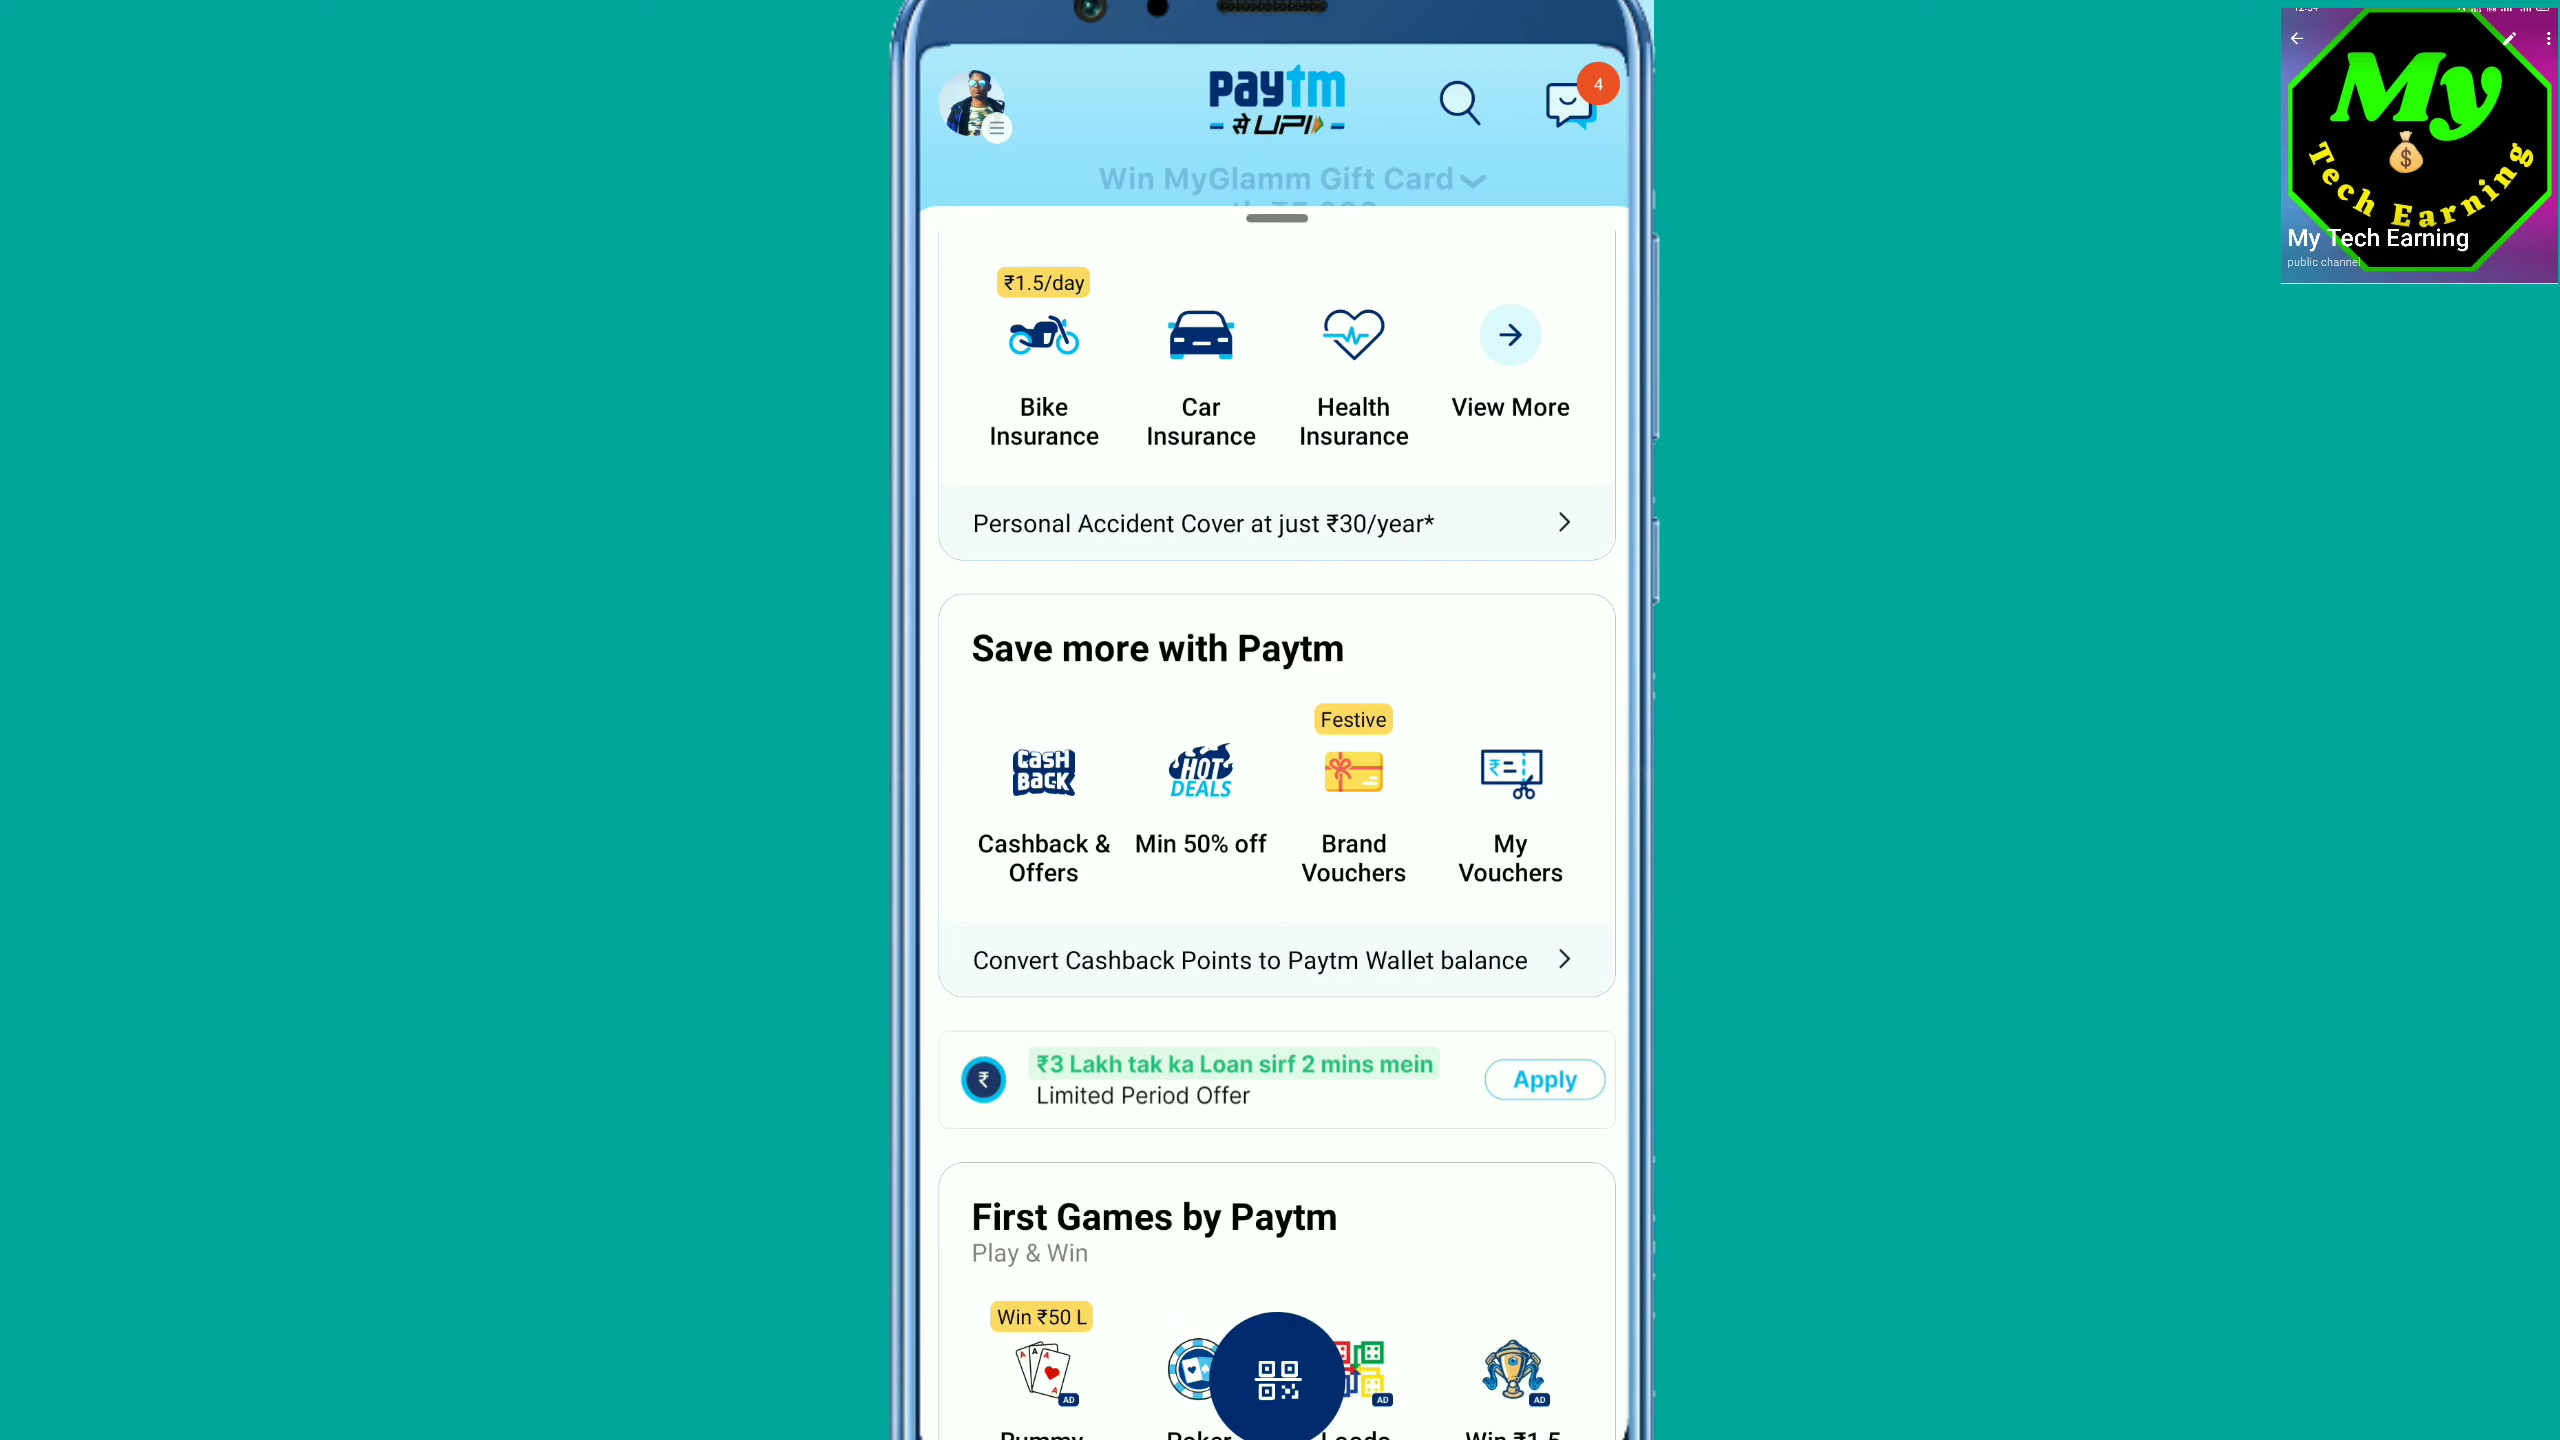 paytm
से UPI
4
Win MyGlamm Gift Card
₹1.5/day
Bike Insurance
Car Insurance
Health Insurance
View More
Personal Accident Cover at just ₹30/year*
Save more with Paytm
Festive
CASH BACK
HOT DEALS
Cashback & Offers
Min 50% off
Brand Vouchers
My Vouchers
Convert Cashback Points to Paytm Wallet balance
₹3 Lakh tak ka Loan sirf 2 mins mein
Limited Period Offer
Apply
First Games by Paytm
Play & Win
Win ₹50 L
AD
AD
AD
Rummy
Poker
Win ₹1.5
My
Tech Earning
My Tech Earning
public channel